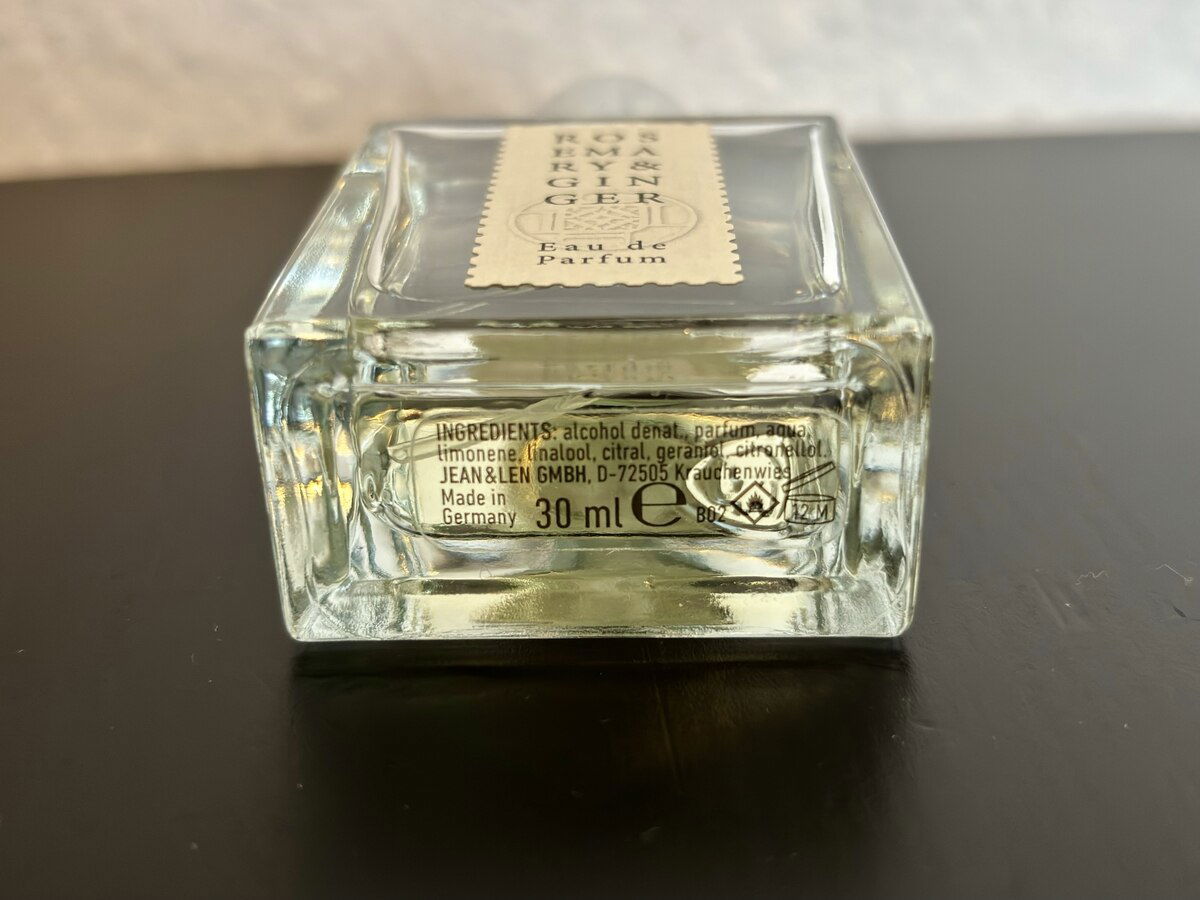 ROS
EMA
RY&
GIN
GER
Eau de
Parfum
INGREDIENTS: alcohol denat., parfum, aqua,
limonene, linalool, citral, geraniol, citronellol.
JEAN&LEN GMBH, D-72505 Krauchenwies
Made in
Germany 30 ml e B02 12 M